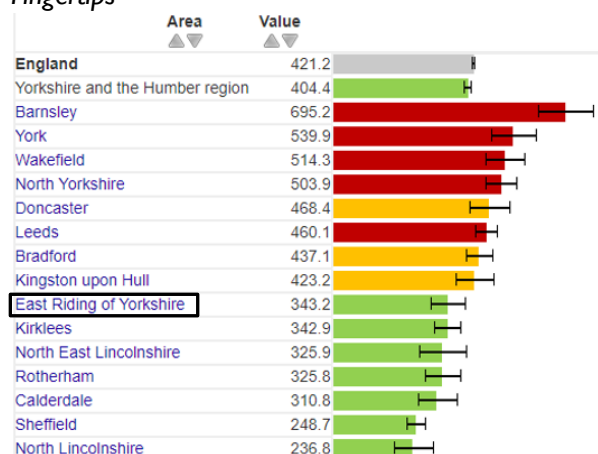 Fingertips
Area Value
England 421.2
Yorkshire and the Humber region 404.4
Barnsley 695.2
York 539.9
Wakefield 514.3
North Yorkshire 503.9
Doncaster 468.4
Leeds 460.1
Bradford 437.1
Kingston upon Hull 423.2
East Riding of Yorkshire 343.2
Kirklees 342.9
North East Lincolnshire 325.9
Rotherham 325.8
Calderdale 310.8
Sheffield 248.7
North Lincolnshire 236.8